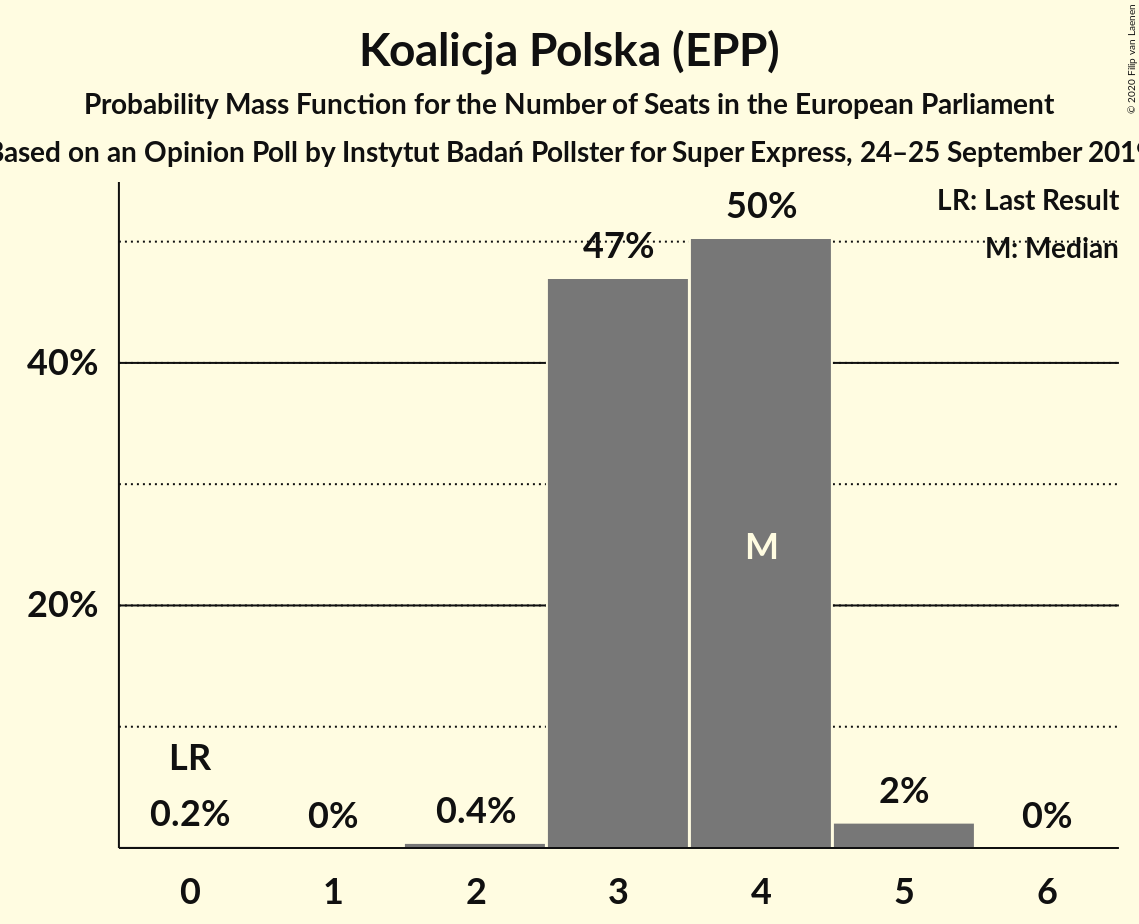 Koalicja Polska (EPP)
Probability Mass Function for the Number of Seats in the European Parliament
Based on an Opinion Poll by Instytut Badań Pollster for Super Express, 24–25 September 2019
© 2020 Filip van Laenen
LR: Last Result
M: Median
50%
47%
40%
M
20%
LR
0.2%
0%
0.4%
2%
0%
0
1
2
3
4
5
6